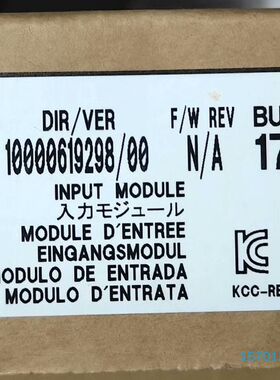 DIR/VER F/W REV BU
10000619298/00 N/A 17
INPUT MODULE
入力モジュール
MODULE D'ENTREE
EINGANGSMODUL
MODULO DE ENTRADA
MODULO D'ENTRATA
KCC-RE